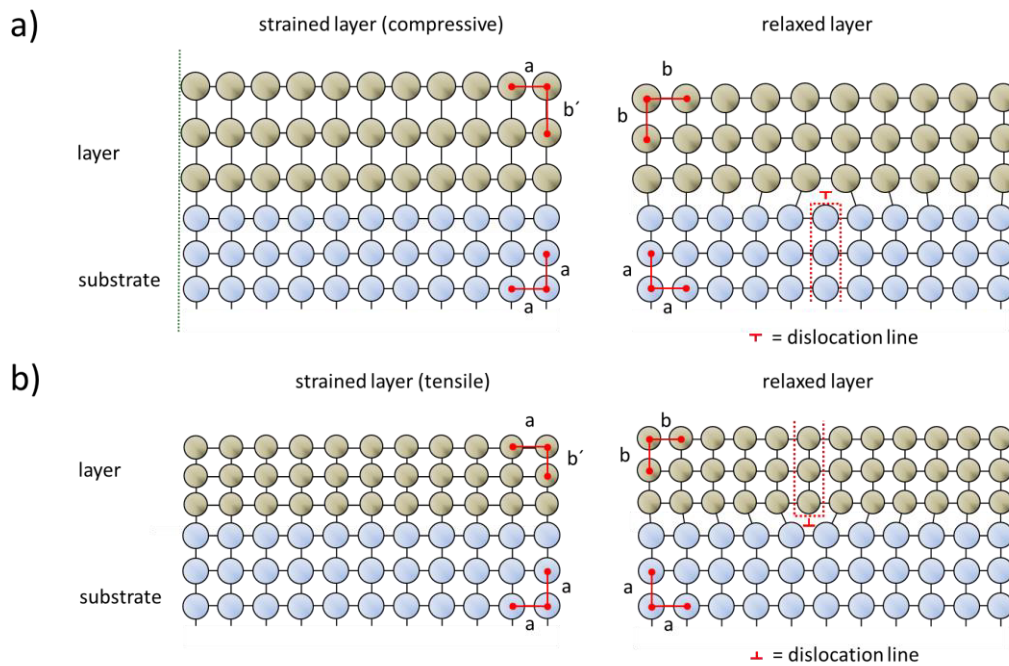 a)
strained layer (compressive)
relaxed layer
a
b´
b
b
layer
substrate
a
a
a
a
⊤ = dislocation line
b)
strained layer (tensile)
relaxed layer
a
b´
b
b
layer
substrate
a
a
a
a
⊥ = dislocation line